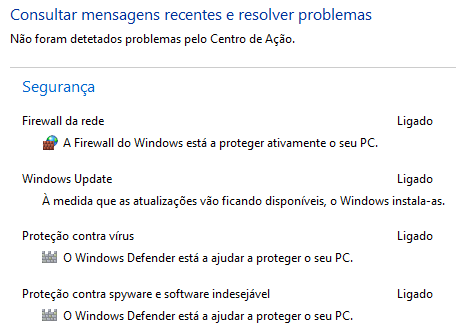 Consultar mensagens recentes e resolver problemas
Não foram detetados problemas pelo Centro de Ação.
Segurança
Firewall da rede Ligado
A Firewall do Windows está a proteger ativamente o seu PC.
Windows Update Ligado
À medida que as atualizações vão ficando disponíveis, o Windows instala-as.
Proteção contra vírus Ligado
O Windows Defender está a ajudar a proteger o seu PC.
Proteção contra spyware e software indesejável Ligado
O Windows Defender está a ajudar a proteger o seu PC.